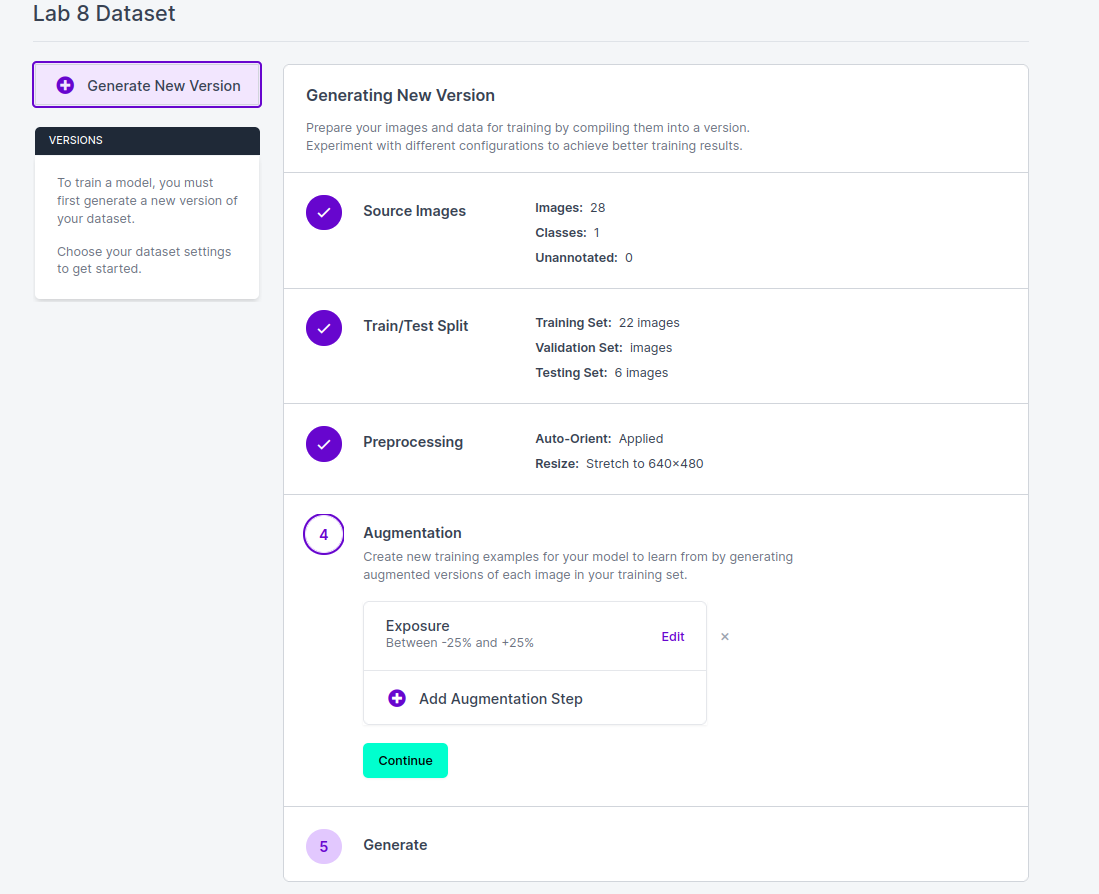 Lab 8 Dataset
Generate New Version
VERSIONS
To train a model, you must
first generate a new version of
your dataset.
Choose your dataset settings
to get started.
Generating New Version
Prepare your images and data for training by compiling them into a version.
Experiment with different configurations to achieve better training results.
Source Images
Images: 28
Classes: 1
Unannotated: 0
Train/Test Split
Training Set: 22 images
Validation Set: images
Testing Set: 6 images
Preprocessing
Auto-Orient: Applied
Resize: Stretch to 640×480
4
Augmentation
Create new training examples for your model to learn from by generating
augmented versions of each image in your training set.
Exposure
Between -25% and +25%
Edit
×
Add Augmentation Step
Continue
5
Generate